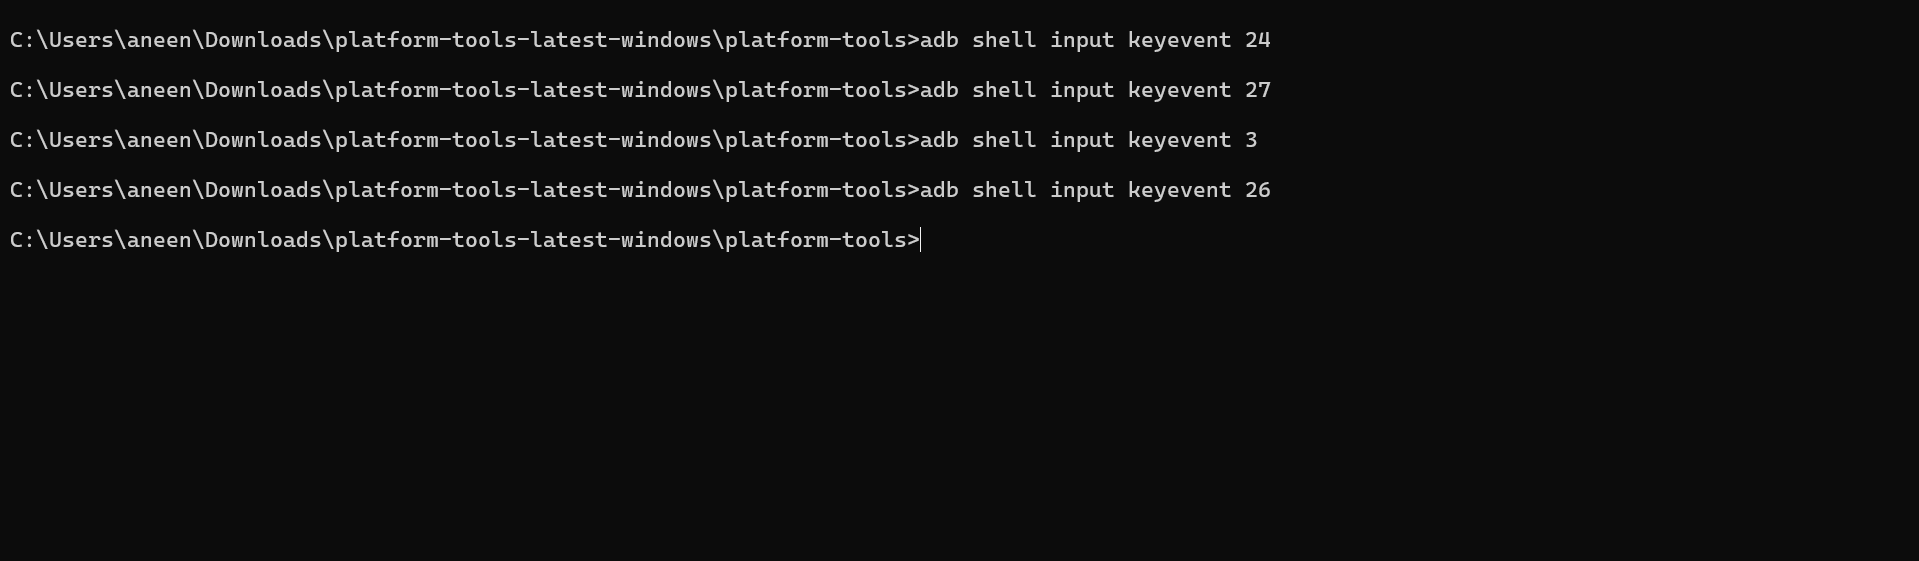 C:\Users\aneen\Downloads\platform-tools-latest-windows\platform-tools>adb shell input keyevent 24
C:\Users\aneen\Downloads\platform-tools-latest-windows\platform-tools>adb shell input keyevent 27
C:\Users\aneen\Downloads\platform-tools-latest-windows\platform-tools>adb shell input keyevent 3
C:\Users\aneen\Downloads\platform-tools-latest-windows\platform-tools>adb shell input keyevent 26
C:\Users\aneen\Downloads\platform-tools-latest-windows\platform-tools>